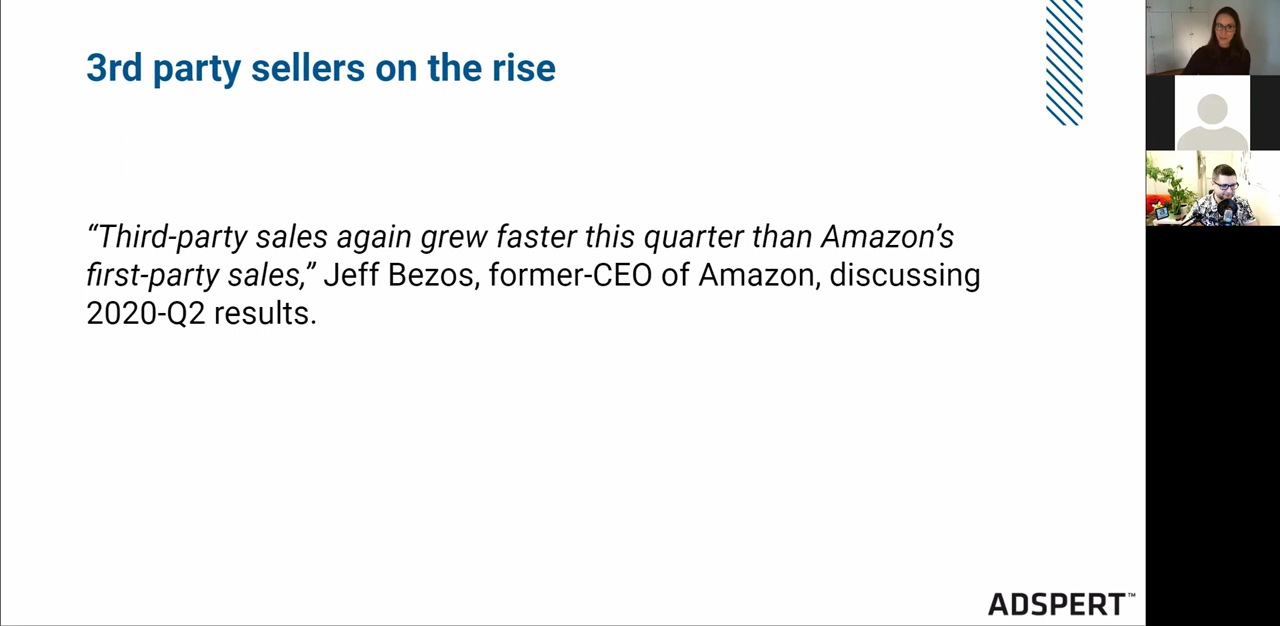 3rd party sellers on the rise
“Third-party sales again grew faster this quarter than Amazon’s
first-party sales,” Jeff Bezos, former-CEO of Amazon, discussing
2020-Q2 results.
ADSPERT™